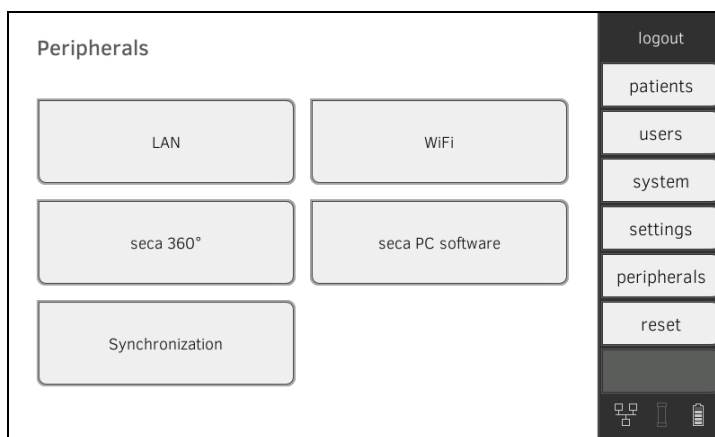 Peripherals
LAN
WiFi
seca 360°
seca PC software
Synchronization
logout
patients
users
system
settings
peripherals
reset